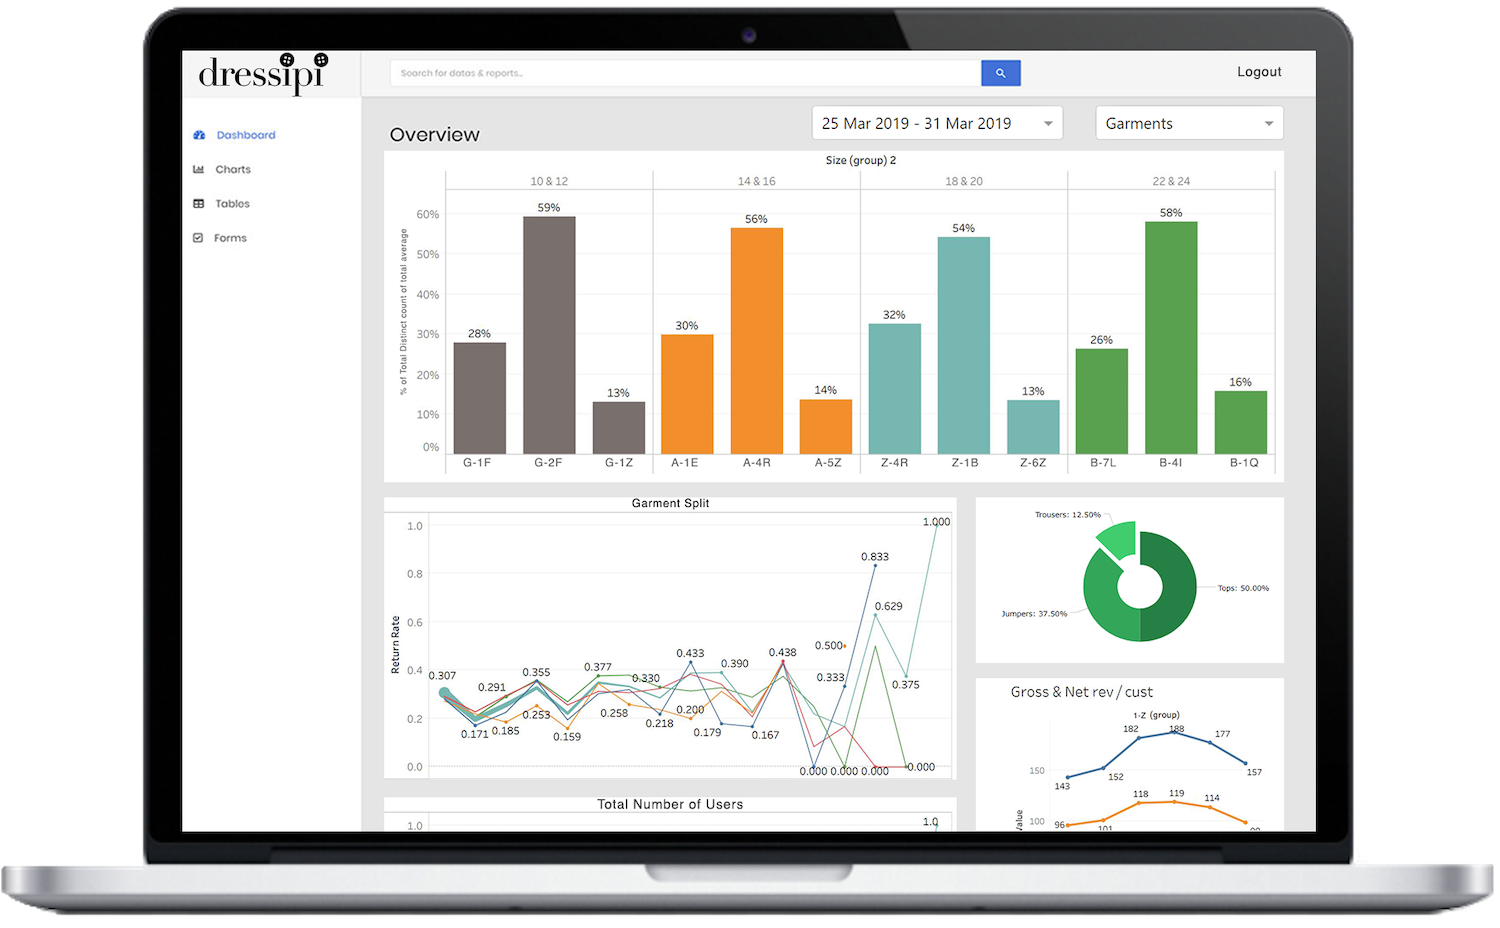 dressipi
Search for datas & reports..
Logout
Dashboard
Charts
Tables
Forms
Overview
25 Mar 2019 - 31 Mar 2019
Garments
Size (group) 2
10 & 12
14 & 16
18 & 20
22 & 24
% of Total Distinct count of total average
60%
50%
40%
30%
20%
10%
0%
28%
59%
13%
30%
56%
14%
32%
54%
13%
26%
58%
16%
G-1F
G-2F
G-1Z
A-1E
A-4R
A-5Z
Z-4R
Z-1B
Z-6Z
B-7L
B-4I
B-1Q
Garment Split
Return Rate
1.0
0.8
0.6
0.4
0.2
0.0
0.307
0.171
0.291
0.185
0.355
0.253
0.159
0.377
0.258
0.330
0.218
0.433
0.200
0.179
0.390
0.167
0.438
0.000
0.500
0.333
0.000
0.833
0.629
0.000
0.375
0.000
1.000
Trousers: 12.50%
Tops: 50.00%
Jumpers: 37.50%
Gross & Net rev / cust
1-Z (group)
Value
150
100
143
152
182
188
177
157
96
101
118
119
114
Total Number of Users
1.0
1.0